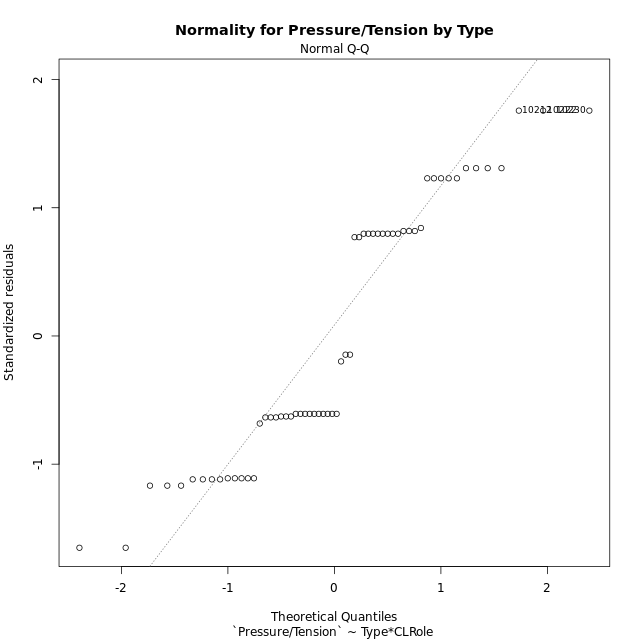 Normality for Pressure/Tension by Type
Normal Q-Q
Standardized residuals
2
1
0
-1
-2
-1
0
1
2
Theoretical Quantiles
`Pressure/Tension` ~ Type*CLRole